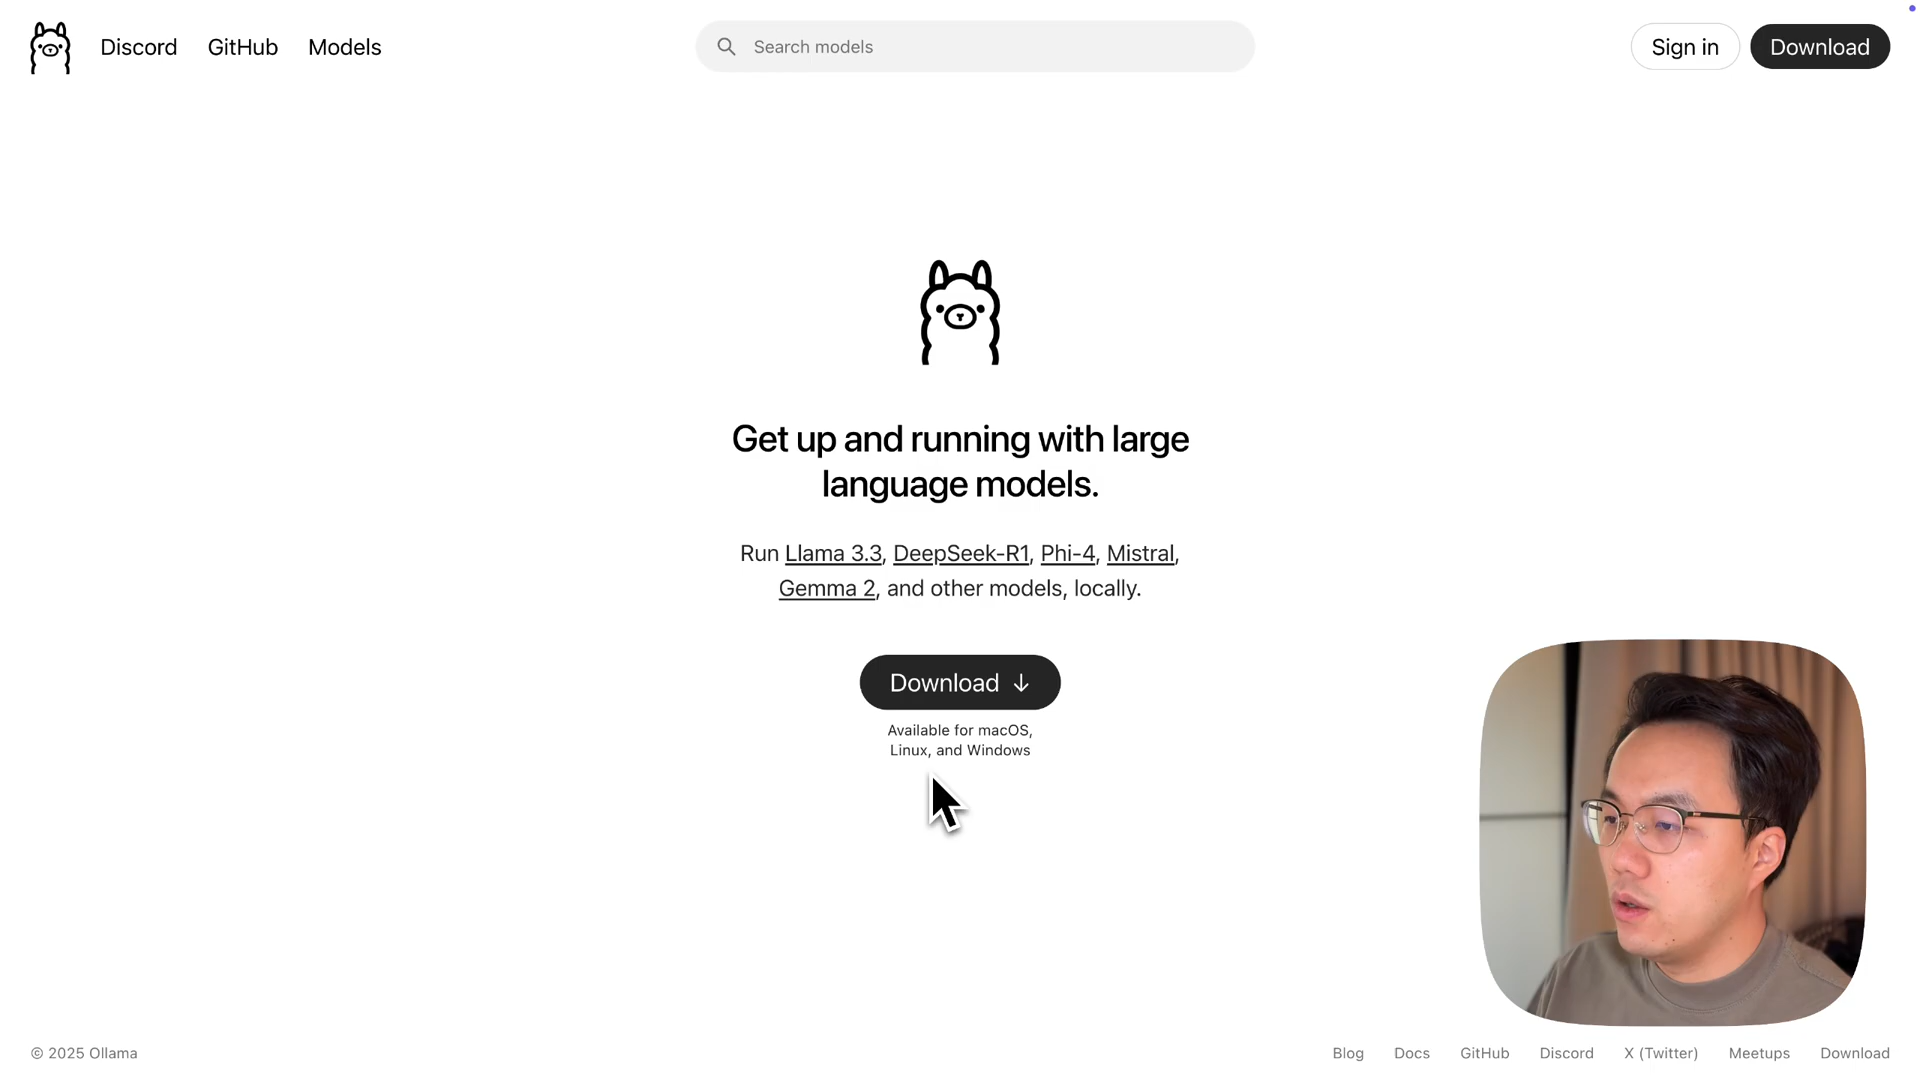 Discord GitHub Models
Search models
Sign in Download
Get up and running with large
language models.
Run Llama 3.3, DeepSeek-R1, Phi-4, Mistral,
Gemma 2, and other models, locally.
Download ↓
Available for macOS,
Linux, and Windows
© 2025 Ollama
Blog Docs GitHub Discord X (Twitter) Meetups Download